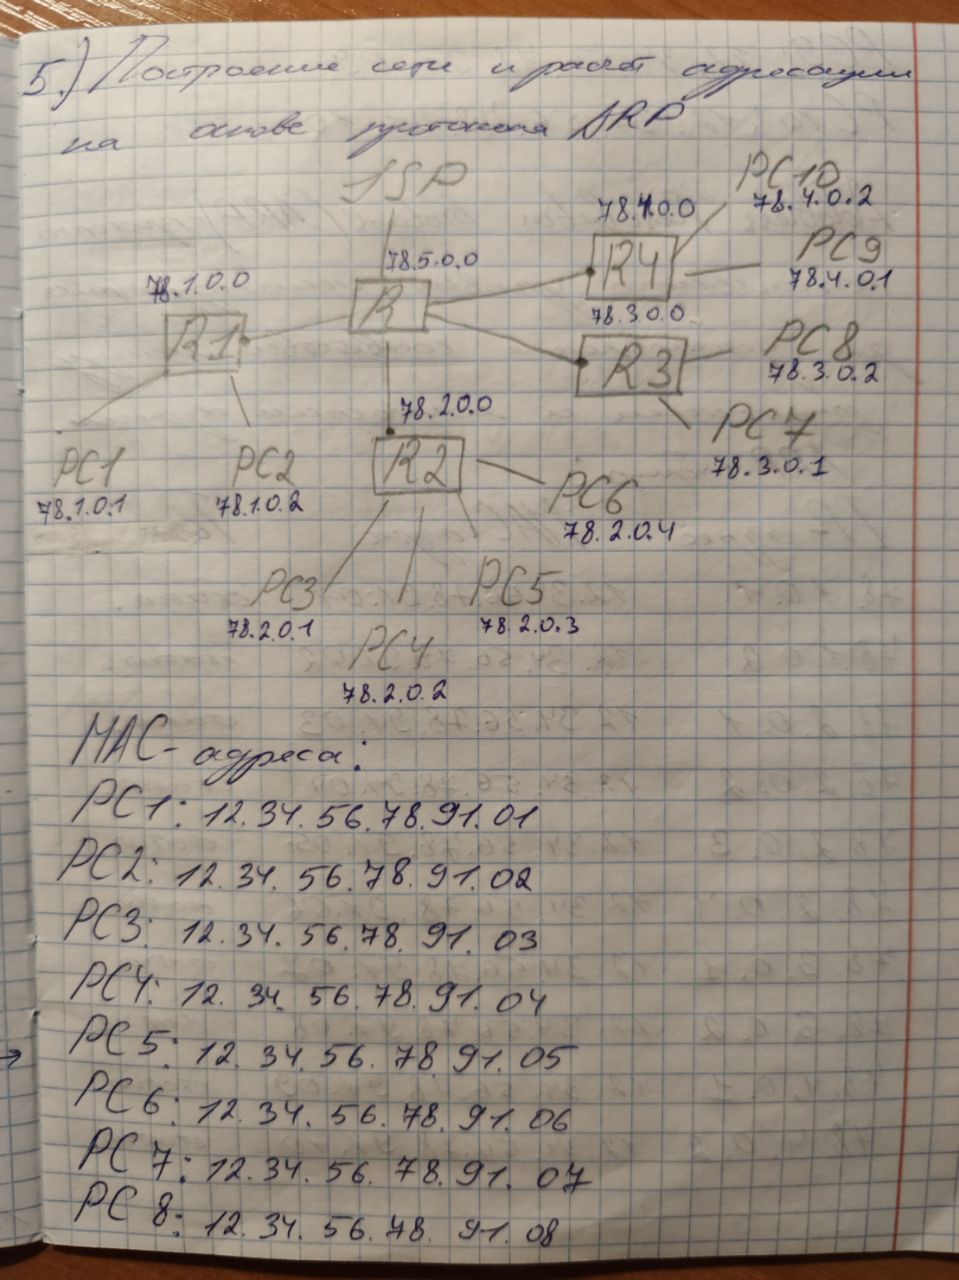 5.) Построение сети и расчёт адресации
на основе протокола ARP
ISP
PC10
78.4.0.0
78.4.0.2
R4
PC9
78.4.0.1
78.5.0.0
78.1.0.0
R
78.3.0.0
R1
R3
PC8
78.3.0.2
78.2.0.0
PC7
78.3.0.1
PC1
78.1.0.1
PC2
78.1.0.2
R2
PC6
78.2.0.4
PC3
78.2.0.1
PC5
78.2.0.3
PC4
78.2.0.2
MAC-адреса:
PC1: 12.34.56.78.91.01
PC2: 12.34.56.78.91.02
PC3: 12.34.56.78.91.03
PC4: 12.34.56.78.91.04
PC5: 12.34.56.78.91.05
PC6: 12.34.56.78.91.06
PC7: 12.34.56.78.91.07
PC8: 12.34.56.78.91.08